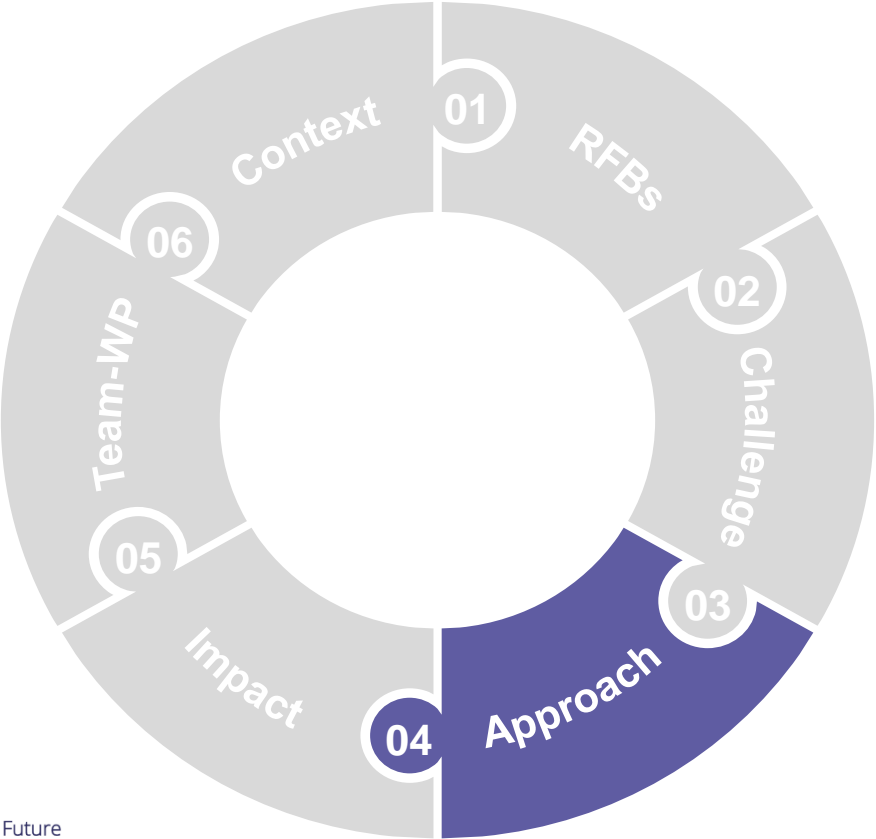 01
RFBs
02
Challenge
03
Approach
04
Impact
05
Team-WP
06
Context
Future